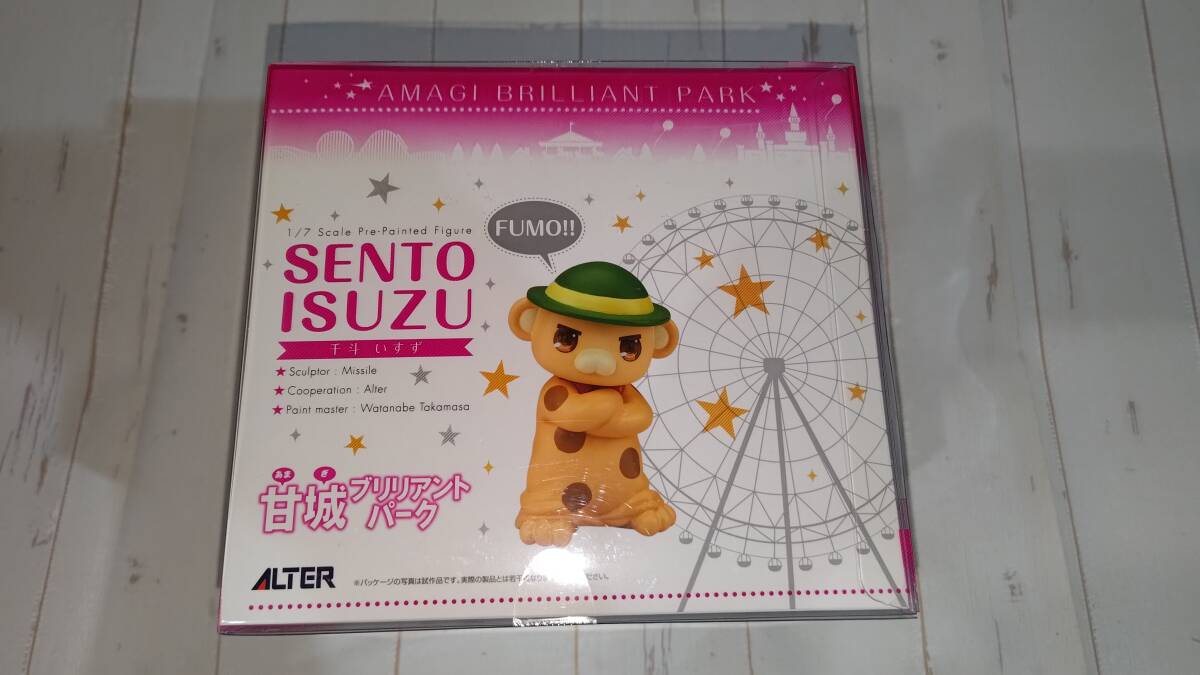 AMAGI BRILLIANT PARK
FUMO!!
1/7 Scale Pre-Painted Figure
SENTO
ISUZU
千斗 いすず
★ Sculptor : Missile
★ Cooperation : Alter
★ Paint master : Watanabe Takamasa
あま ぎ
甘城 ブリリアント
パーク
ALTER
※パッケージの写真は試作品です。実際の製品とは若干
ださい。